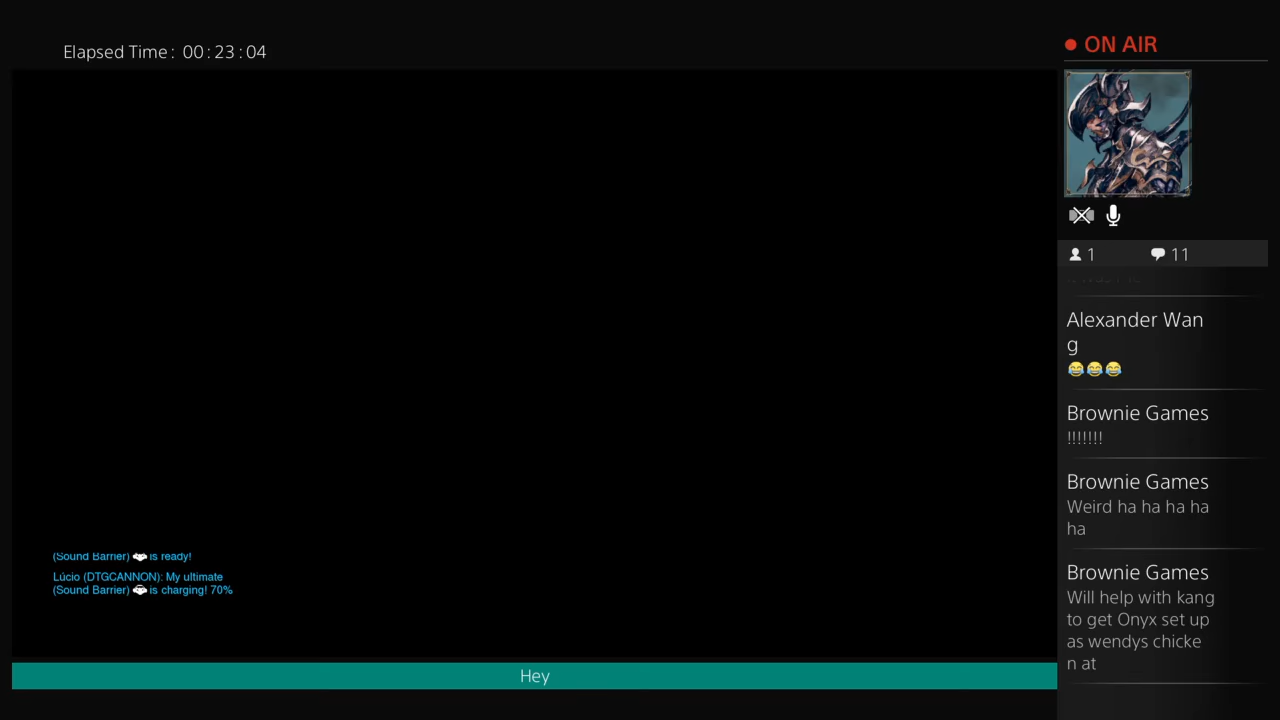 Elapsed Time: 00:23:04
ON AIR
1
11
Alexander Wan
g
😂😂😂
Brownie Games
!!!!!!!
Brownie Games
Weird ha ha ha ha
ha
Brownie Games
Will help with kang
to get Onyx set up
as wendys chicke
n at
(Sound Barrier) is ready!
Lúcio (DTGCANNON): My ultimate
(Sound Barrier) is charging! 70%
Hey